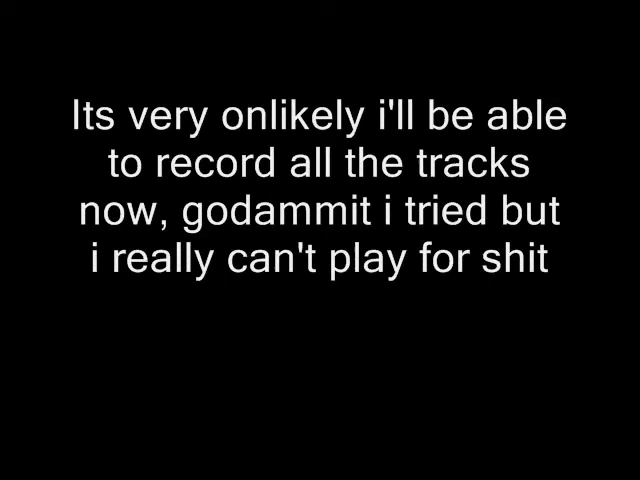 Its very onlikely i'll be able
to record all the tracks
now, godammit i tried but
i really can't play for shit